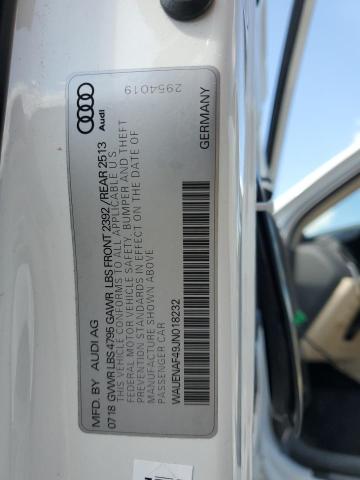 Audi
2954019
MFD. BY AUDI AG
GERMANY
0718 GVWR LBS 4795 GAWR LBS FRONT 2392 /REAR 2513
THIS VEHICLE CONFORMS TO ALL APPLICABLE U S
FEDERAL MOTOR VEHICLE SAFETY, BUMPER AND THEFT
PREVENTION STANDARDS IN EFFECT ON THE DATE OF
MANUFACTURE SHOWN ABOVE
PASSENGER CAR
WAUENAF49JN018232